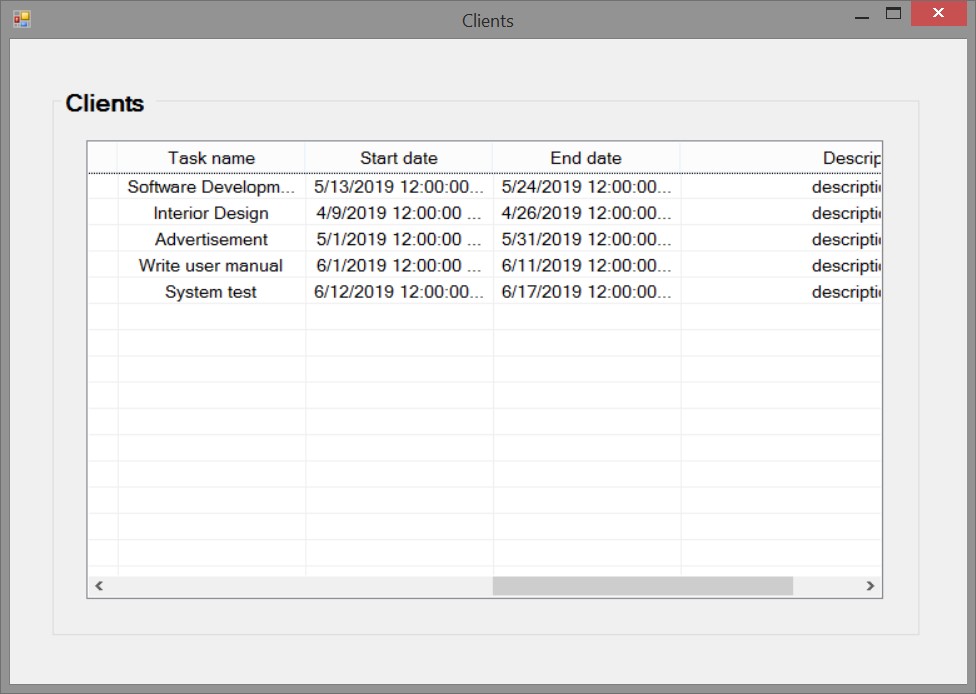 Clients
Clients
Task name Start date End date Descrip
Software Developm... 5/13/2019 12:00:00... 5/24/2019 12:00:00... descripti
Interior Design 4/9/2019 12:00:00 ... 4/26/2019 12:00:00... descripti
Advertisement 5/1/2019 12:00:00 ... 5/31/2019 12:00:00... descripti
Write user manual 6/1/2019 12:00:00 ... 6/11/2019 12:00:00... descripti
System test 6/12/2019 12:00:00... 6/17/2019 12:00:00... descripti